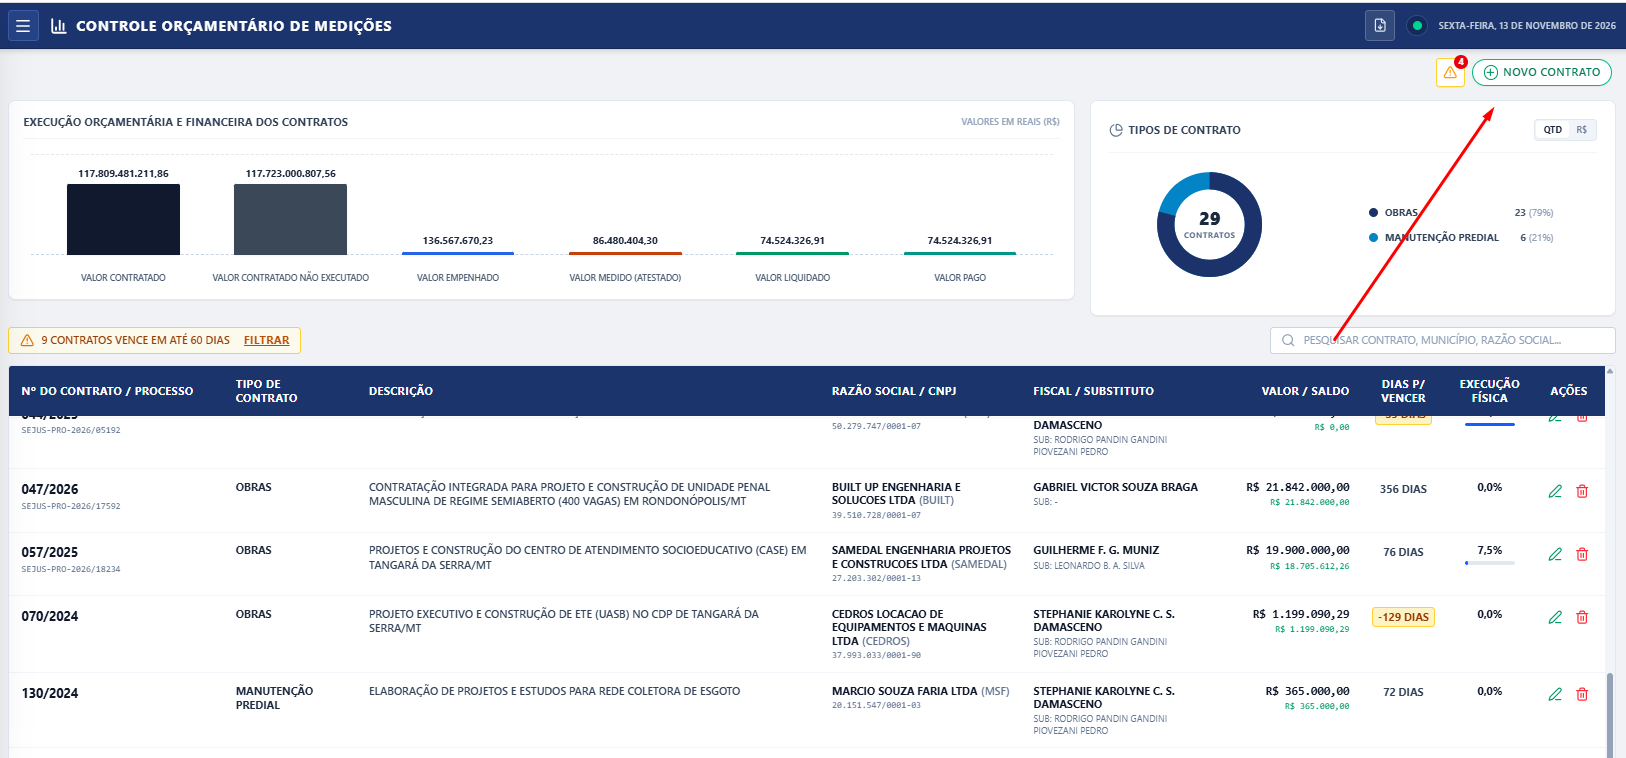 CONTROLE ORÇAMENTÁRIO DE MEDIÇÕES
SEXTA-FEIRA, 13 DE NOVEMBRO DE 2026
4
NOVO CONTRATO
EXECUÇÃO ORÇAMENTÁRIA E FINANCEIRA DOS CONTRATOS
VALORES EM REAIS (R$)
117.809.481.211,86
117.723.000.807,56
136.567.670,23
86.480.404,30
74.524.326,91
74.524.326,91
VALOR CONTRATADO
VALOR CONTRATADO NÃO EXECUTADO
VALOR EMPENHADO
VALOR MEDIDO (ATESTADO)
VALOR LIQUIDADO
VALOR PAGO
TIPOS DE CONTRATO
QTD R$
29
CONTRATOS
OBRAS 23 (79%)
MANUTENÇÃO PREDIAL 6 (21%)
9 CONTRATOS VENCE EM ATÉ 60 DIAS FILTRAR
PESQUISAR CONTRATO, MUNICÍPIO, RAZÃO SOCIAL...
Nº DO CONTRATO / PROCESSO
TIPO DE
CONTRATO
DESCRIÇÃO
RAZÃO SOCIAL / CNPJ
FISCAL / SUBSTITUTO
VALOR / SALDO
DIAS P/
VENCER
EXECUÇÃO
FÍSICA
AÇÕES
SEJUS-PRO-2026/05192
50.279.747/0001-07
DAMASCENO
SUB: RODRIGO PANDIN GANDINI
PIOVEZANI PEDRO
R$ 0,00
047/2026
SEJUS-PRO-2026/17592
OBRAS
CONTRATAÇÃO INTEGRADA PARA PROJETO E CONSTRUÇÃO DE UNIDADE PENAL
MASCULINA DE REGIME SEMIABERTO (400 VAGAS) EM RONDONÓPOLIS/MT
BUILT UP ENGENHARIA E
SOLUCOES LTDA (BUILT)
39.510.728/0001-07
GABRIEL VICTOR SOUZA BRAGA
SUB: -
R$ 21.842.000,00
R$ 21.842.000,00
356 DIAS
0,0%
057/2025
SEJUS-PRO-2026/18234
OBRAS
PROJETOS E CONSTRUÇÃO DO CENTRO DE ATENDIMENTO SOCIOEDUCATIVO (CASE) EM
TANGARÁ DA SERRA/MT
SAMEDAL ENGENHARIA PROJETOS
E CONSTRUCOES LTDA (SAMEDAL)
27.203.302/0001-13
GUILHERME F. G. MUNIZ
SUB: LEONARDO B. A. SILVA
R$ 19.900.000,00
R$ 18.705.612,26
76 DIAS
7,5%
070/2024
OBRAS
PROJETO EXECUTIVO E CONSTRUÇÃO DE ETE (UASB) NO CDP DE TANGARÁ DA
SERRA/MT
CEDROS LOCACAO DE
EQUIPAMENTOS E MAQUINAS
LTDA (CEDROS)
37.993.033/0001-90
STEPHANIE KAROLYNE C. S.
DAMASCENO
SUB: RODRIGO PANDIN GANDINI
PIOVEZANI PEDRO
R$ 1.199.090,29
R$ 1.199.090,29
-129 DIAS
0,0%
130/2024
MANUTENÇÃO
PREDIAL
ELABORAÇÃO DE PROJETOS E ESTUDOS PARA REDE COLETORA DE ESGOTO
MARCIO SOUZA FARIA LTDA (MSF)
20.151.547/0001-03
STEPHANIE KAROLYNE C. S.
DAMASCENO
SUB: RODRIGO PANDIN GANDINI
PIOVEZANI PEDRO
R$ 365.000,00
R$ 365.000,00
72 DIAS
0,0%